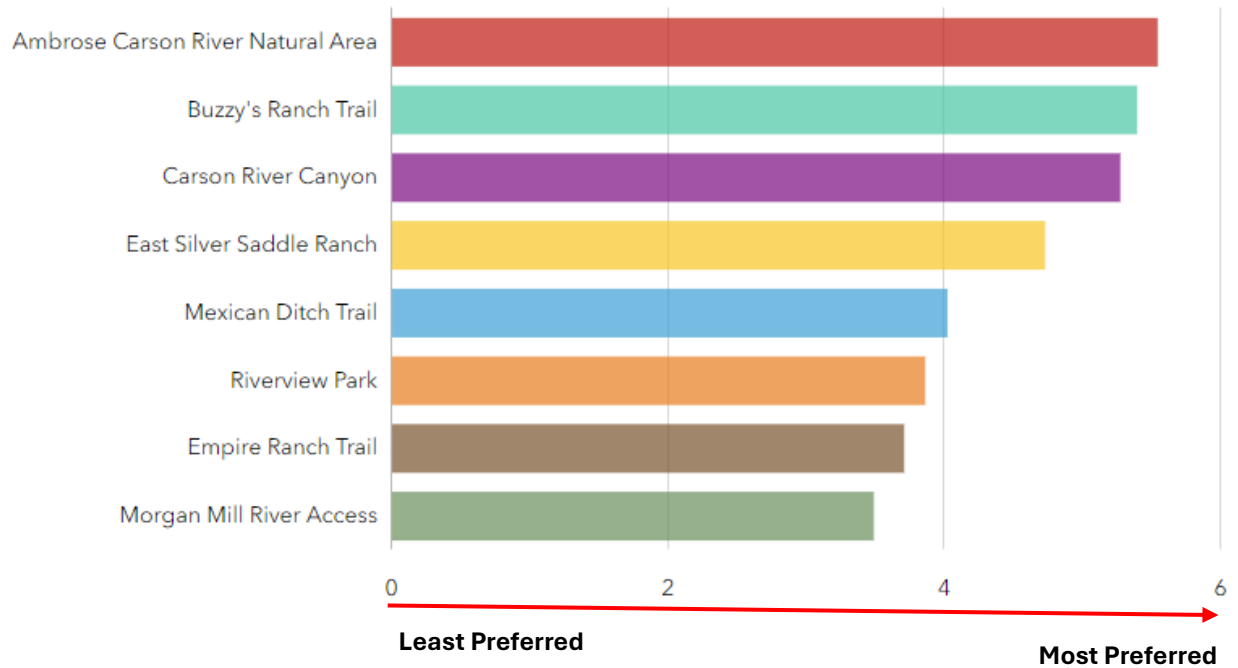 Ambrose Carson River Natural Area
Buzzy's Ranch Trail
Carson River Canyon
East Silver Saddle Ranch
Mexican Ditch Trail
Riverview Park
Empire Ranch Trail
Morgan Mill River Access
0 2 4 6
Least Preferred
Most Preferred